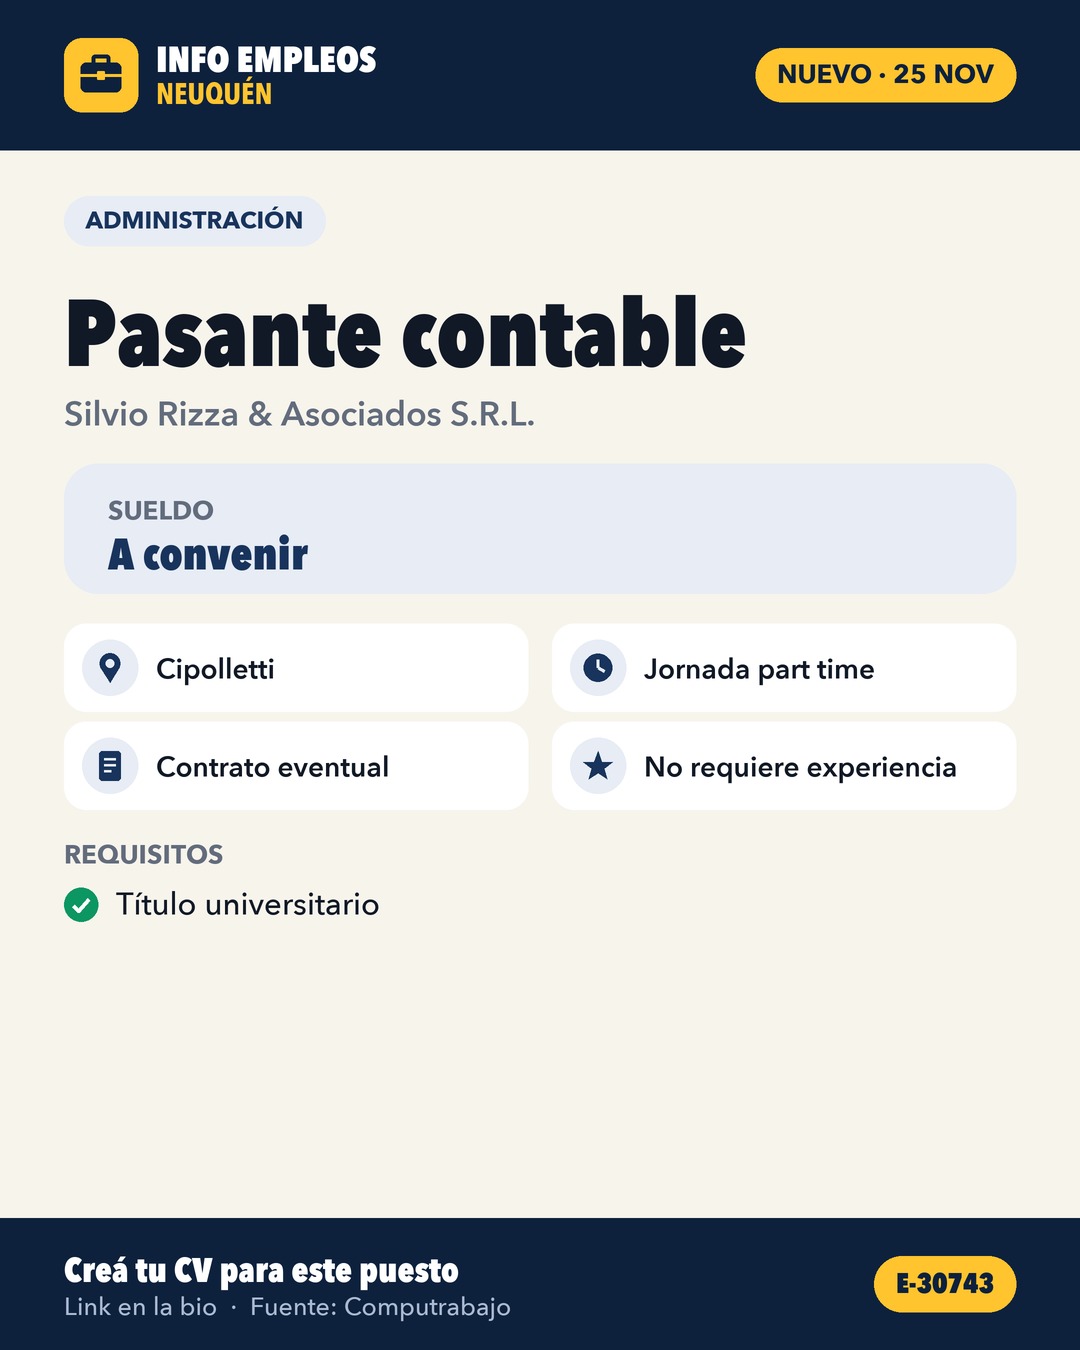 INFO EMPLEOS
NEUQUÉN
NUEVO · 25 NOV
ADMINISTRACIÓN
Pasante contable
Silvio Rizza & Asociados S.R.L.
SUELDO
A convenir
Cipolletti
Jornada part time
Contrato eventual
No requiere experiencia
REQUISITOS
Título universitario
Creá tu CV para este puesto
Link en la bio · Fuente: Computrabajo
E-30743